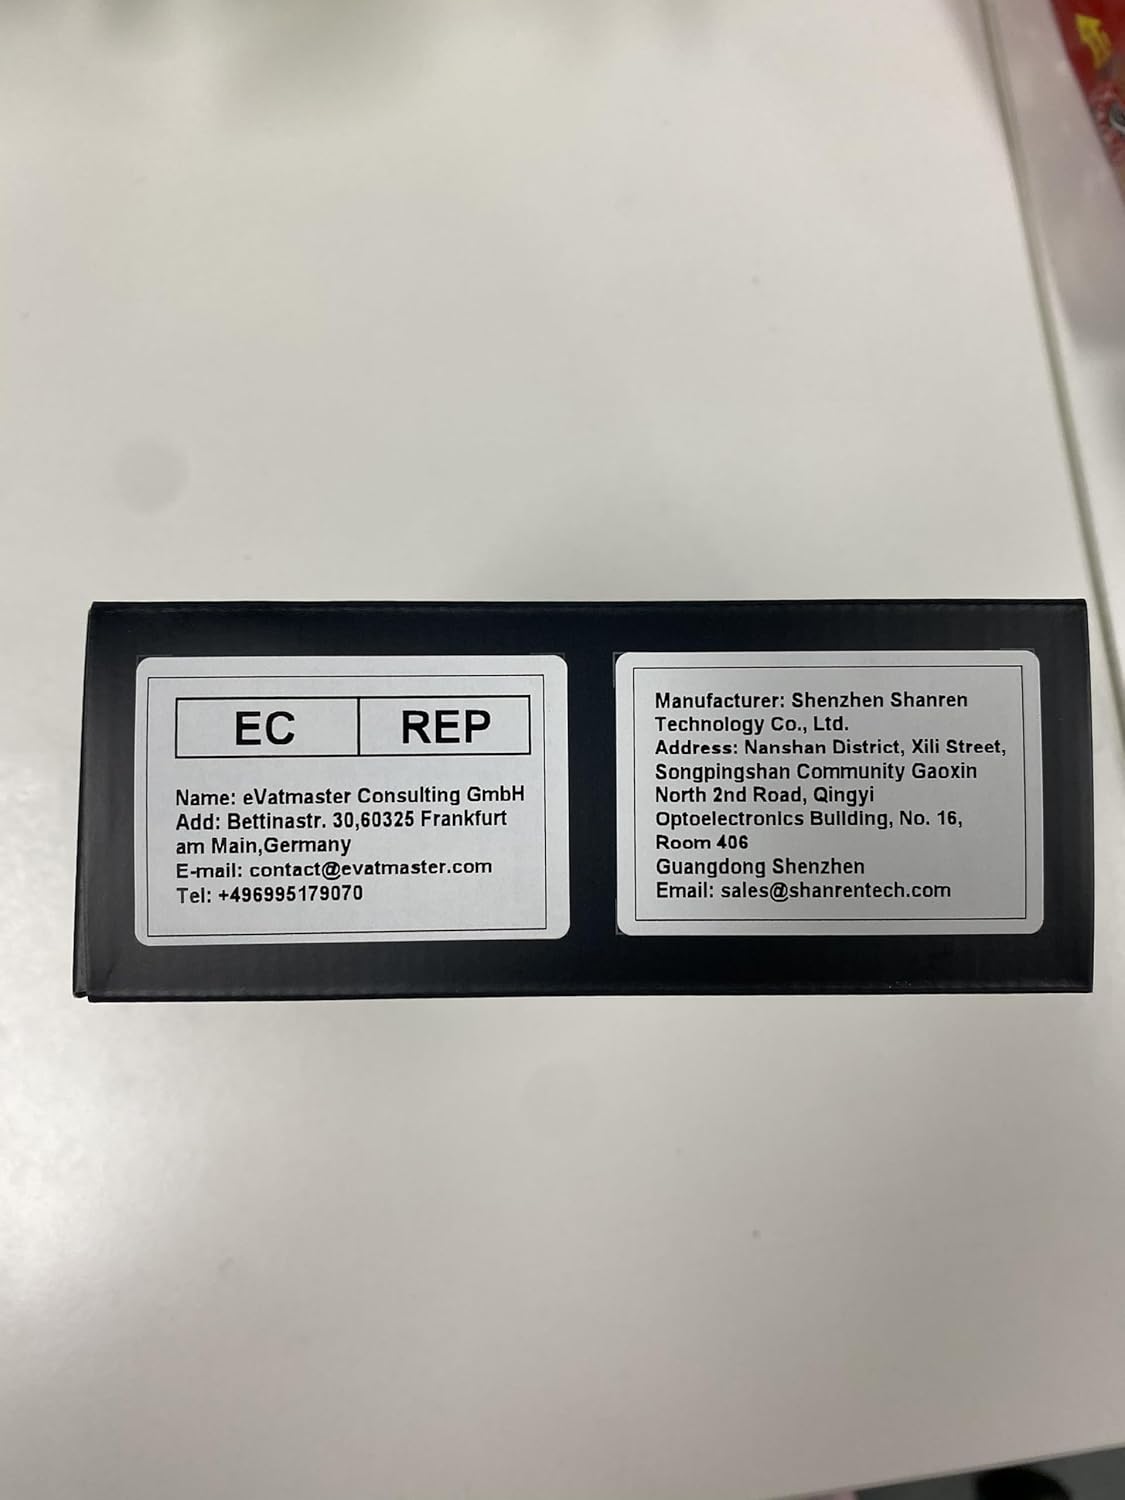 EC REP
Name: eVatmaster Consulting GmbH
Add: Bettinastr. 30,60325 Frankfurt
am Main,Germany
E-mail: contact@evatmaster.com
Tel: +496995179070
Manufacturer: Shenzhen Shanren
Technology Co., Ltd.
Address: Nanshan District, Xili Street,
Songpingshan Community Gaoxin
North 2nd Road, Qingyi
Optoelectronics Building, No. 16,
Room 406
Guangdong Shenzhen
Email: sales@shanrentech.com